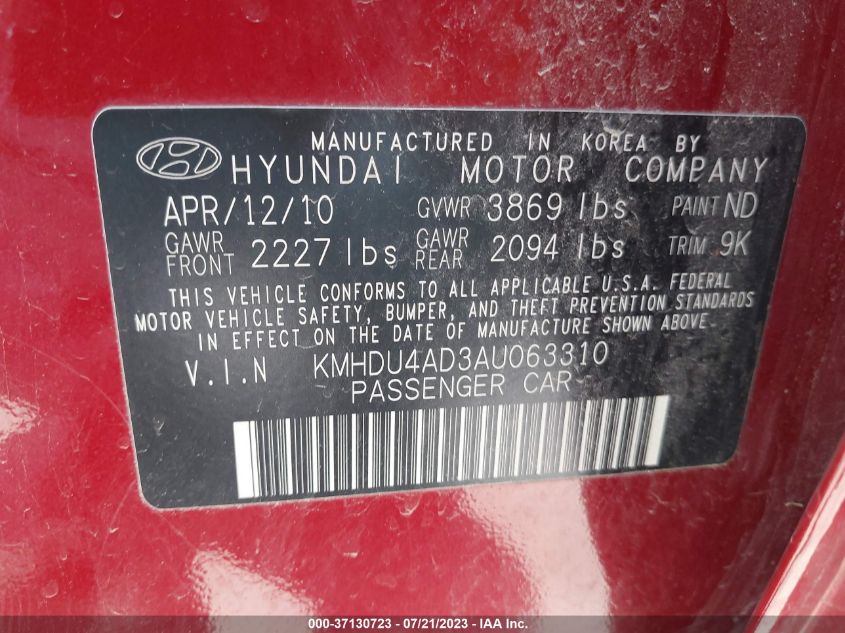 MANUFACTURED IN KOREA BY
HYUNDAI MOTOR COMPANY
APR/12/10 GVWR 3869 lbs PAINT ND
GAWR FRONT 2227 lbs GAWR REAR 2094 lbs TRIM 9K
THIS VEHICLE CONFORMS TO ALL APPLICABLE U.S.A. FEDERAL
MOTOR VEHICLE SAFETY, BUMPER, AND THEFT PREVENTION STANDARDS
IN EFFECT ON THE DATE OF MANUFACTURE SHOWN ABOVE.
V.I.N KMHDU4AD3AU063310
PASSENGER CAR
000-37130723 - 07/21/2023 - IAA Inc.